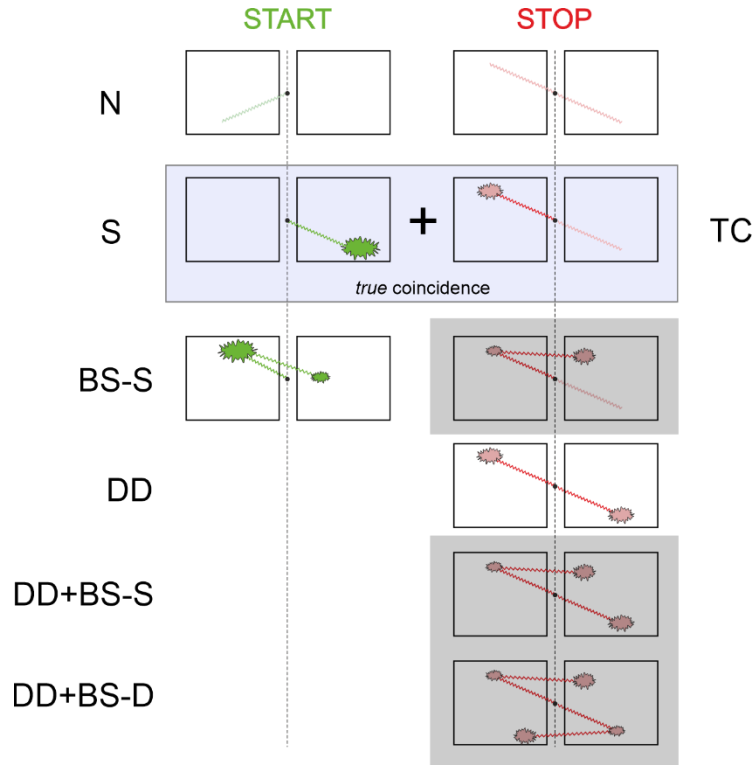 START STOP
N
S + TC
true coincidence
BS-S
DD
DD+BS-S
DD+BS-D